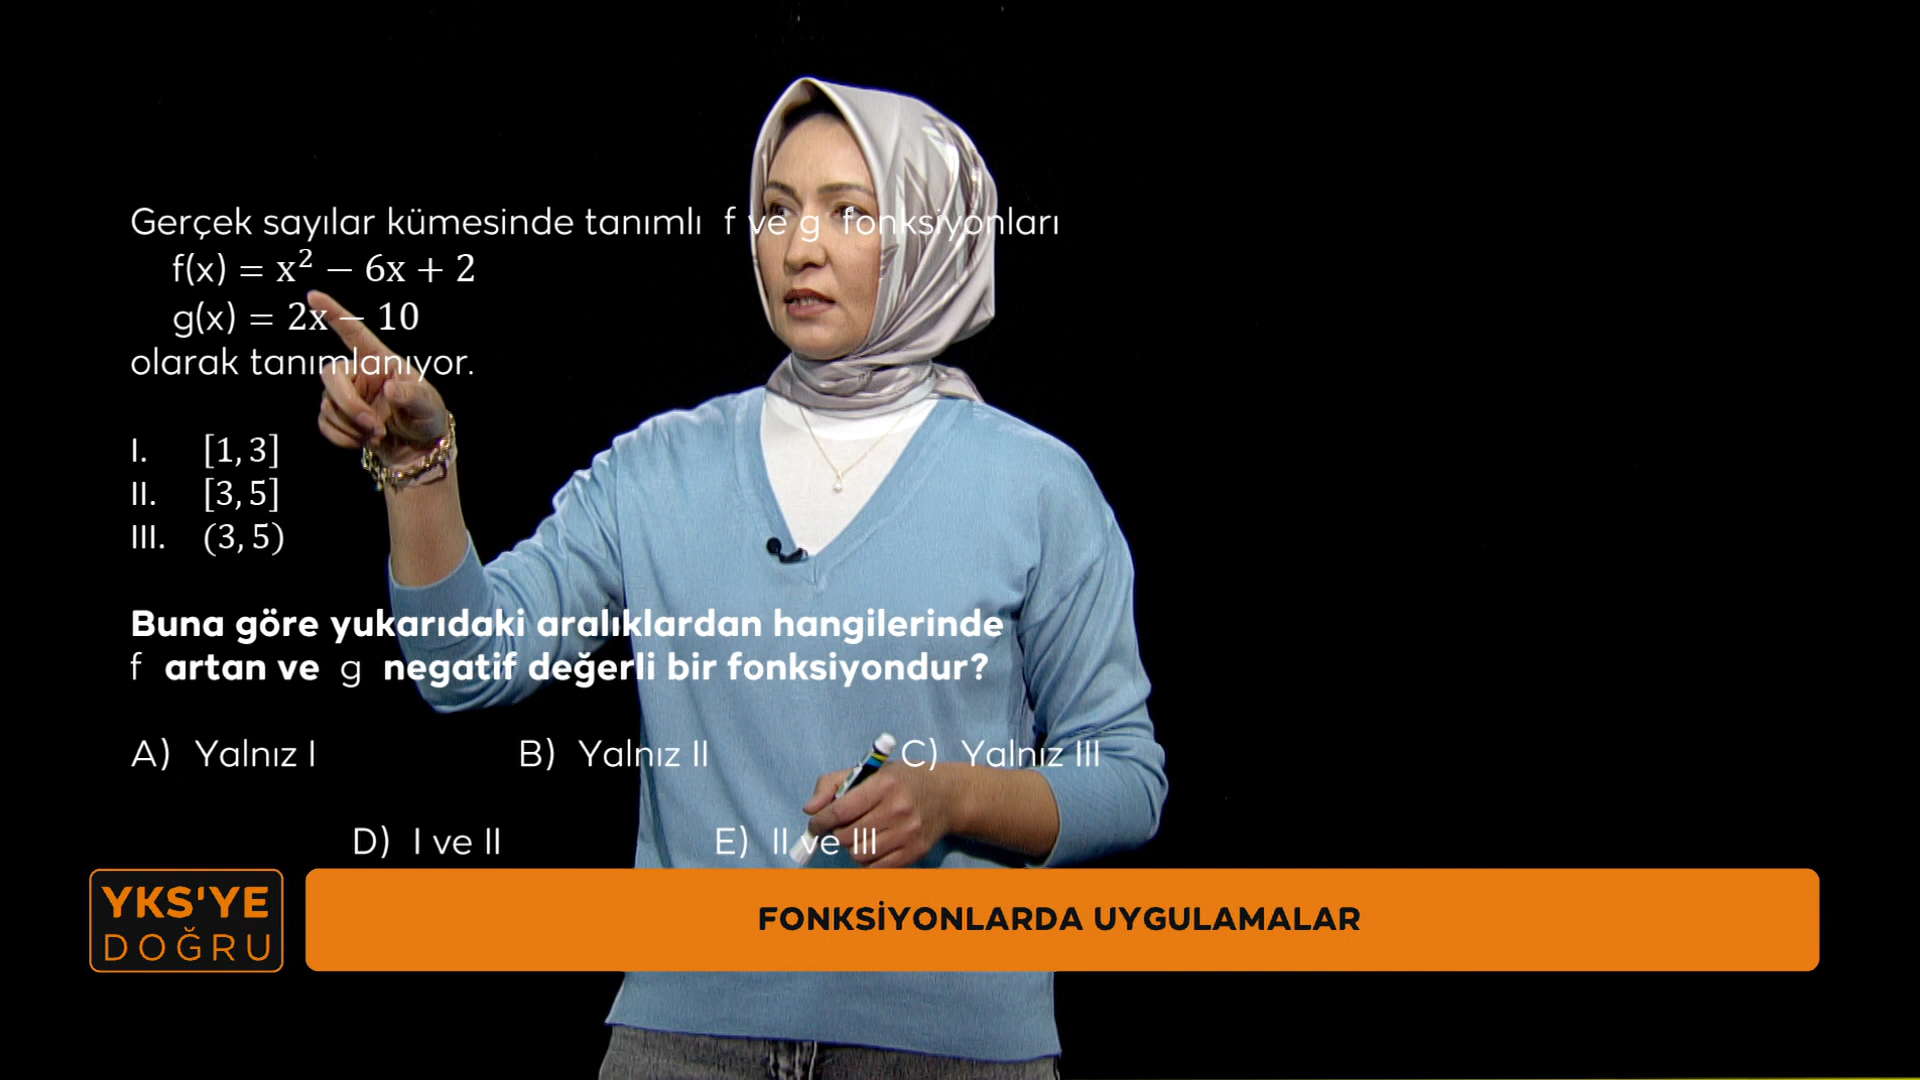 Gerçek sayılar kümesinde tanımlı f ve g fonksiyonları
f(x) = x² − 6x + 2
g(x) = 2x − 10
olarak tanımlanıyor.
I. [1, 3]
II. [3, 5]
III. (3, 5)
Buna göre yukarıdaki aralıklardan hangilerinde
f artan ve g negatif değerli bir fonksiyondur?
A) Yalnız I B) Yalnız II C) Yalnız III
D) I ve II E) II ve III
YKS'YE
DOĞRU
FONKSİYONLARDA UYGULAMALAR